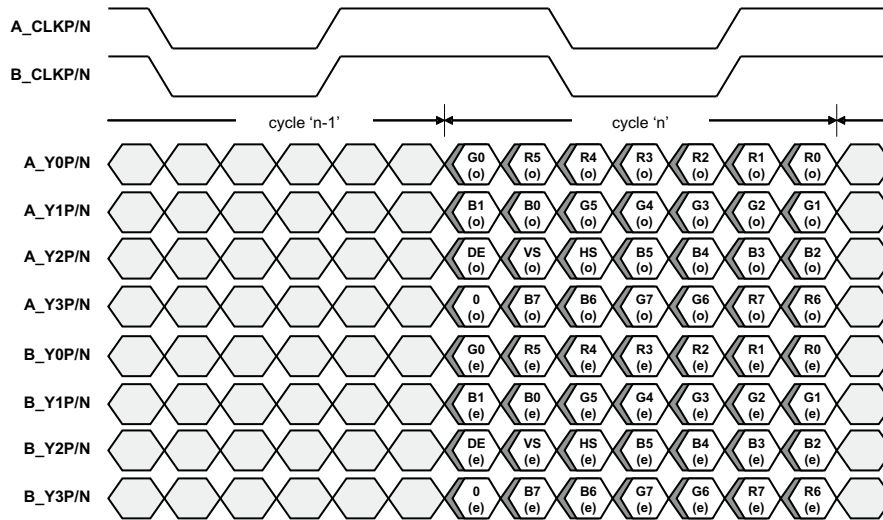 A_CLKP/N
B_CLKP/N
cycle ‘n-1’ cycle ‘n’
A_Y0P/N G0 (o) R5 (o) R4 (o) R3 (o) R2 (o) R1 (o) R0 (o)
A_Y1P/N B1 (o) B0 (o) G5 (o) G4 (o) G3 (o) G2 (o) G1 (o)
A_Y2P/N DE (o) VS (o) HS (o) B5 (o) B4 (o) B3 (o) B2 (o)
A_Y3P/N 0 (o) B7 (o) B6 (o) G7 (o) G6 (o) R7 (o) R6 (o)
B_Y0P/N G0 (e) R5 (e) R4 (e) R3 (e) R2 (e) R1 (e) R0 (e)
B_Y1P/N B1 (e) B0 (e) G5 (e) G4 (e) G3 (e) G2 (e) G1 (e)
B_Y2P/N DE (e) VS (e) HS (e) B5 (e) B4 (e) B3 (e) B2 (e)
B_Y3P/N 0 (e) B7 (e) B6 (e) G7 (e) G6 (e) R7 (e) R6 (e)